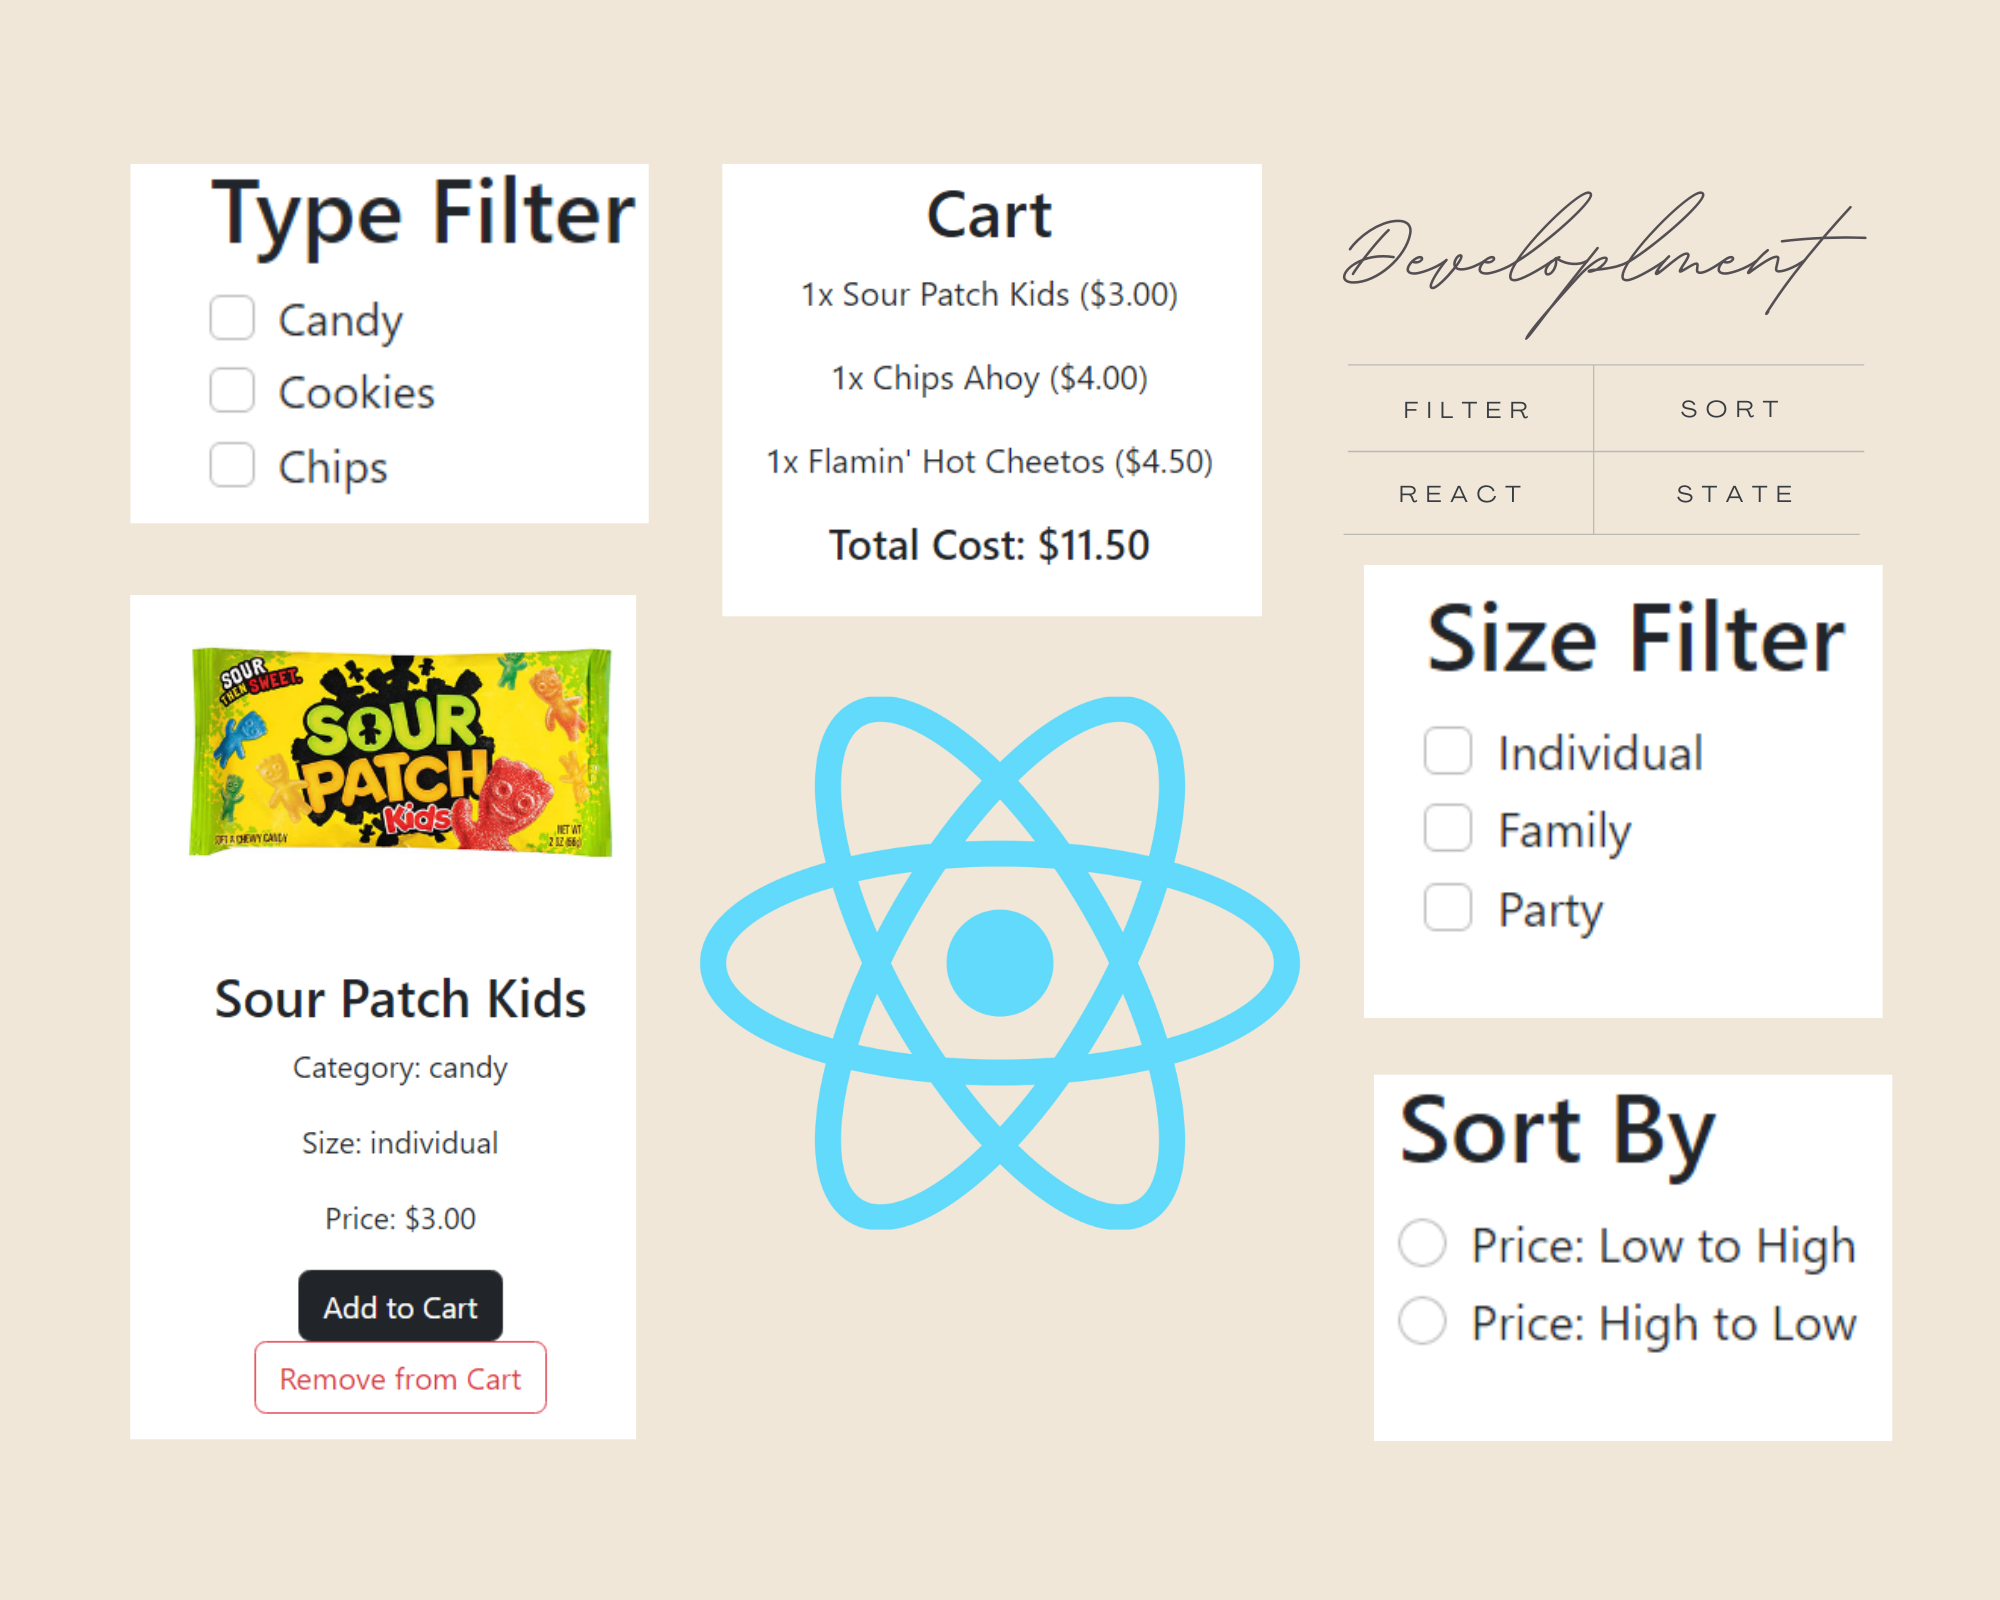 Type Filter
Candy
Cookies
Chips
Cart
1x Sour Patch Kids ($3.00)
1x Chips Ahoy ($4.00)
1x Flamin' Hot Cheetos ($4.50)
Total Cost: $11.50
Developlment
FILTER
SORT
REACT
STATE
SOUR
THEN SWEET.
SOUR
PATCH
Kids
SOFT & CHEWY CANDY
NET WT
2 OZ (56g)
Sour Patch Kids
Category: candy
Size: individual
Price: $3.00
Add to Cart
Remove from Cart
Size Filter
Individual
Family
Party
Sort By
Price: Low to High
Price: High to Low